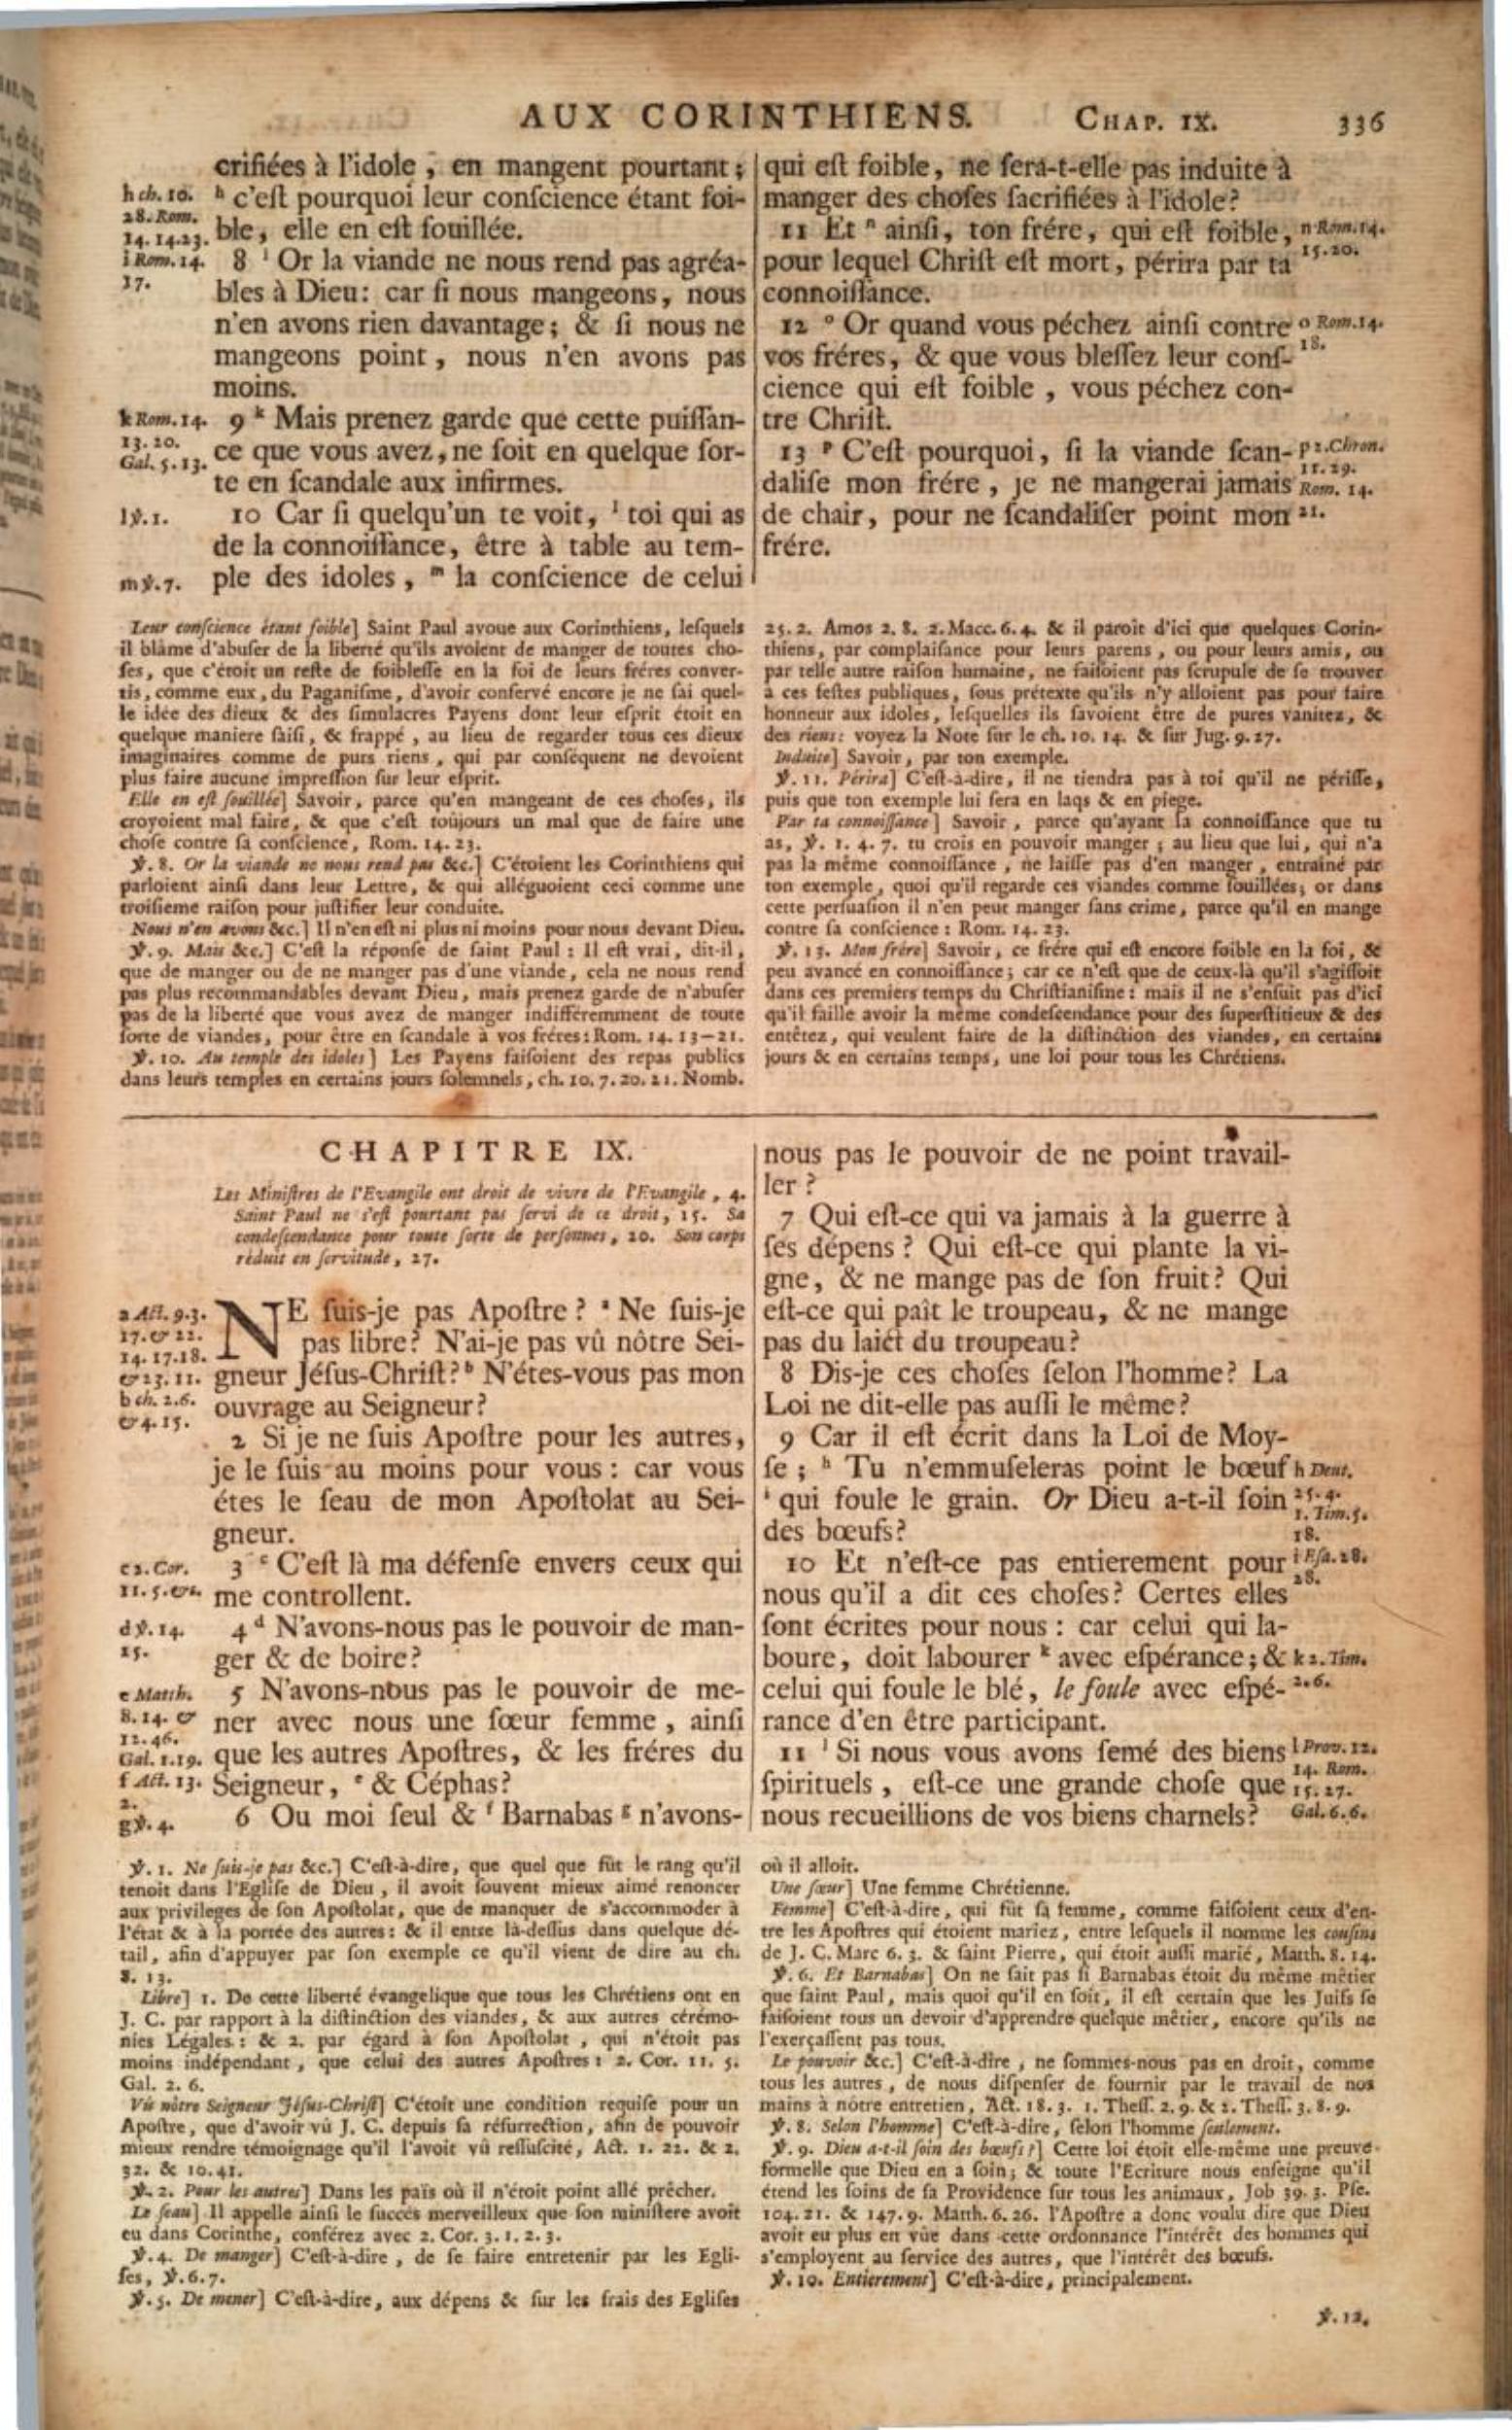 AUX CORINTHIENS. CHAP. IX. 336
crifiées à l'idole, en mangent pourtant;
h ch. 10. ʰ c'eſt pourquoi leur conſcience étant foi-
28. Rom.
14. 14.23. ble, elle en eſt ſouillée.
i Rom. 14. 8 ⁱ Or la viande ne nous rend pas agréa-
17. bles à Dieu: car ſi nous mangeons, nous
n'en avons rien davantage; & ſi nous ne
mangeons point, nous n'en avons pas
moins.
k Rom. 14. 9 ᵏ Mais prenez garde que cette puiſſan-
13. 20.
Gal. 5. 13. ce que vous avez, ne ſoit en quelque ſor-
te en ſcandale aux infirmes.
l ℣. 1. 10 Car ſi quelqu'un te voit, ˡ toi qui as
de la connoiſſance, être à table au tem-
m ℣. 7. ple des idoles, ᵐ la conſcience de celui
qui eſt foible, ne ſera-t-elle pas induite à
manger des choſes ſacrifiées à l'idole?
11 Et ⁿ ainſi, ton frére, qui eſt foible, n Rom. 14.
pour lequel Chriſt eſt mort, périra par ta 15. 20.
connoiſſance.
12 ᵒ Or quand vous péchez ainſi contre o Rom. 14.
vos fréres, & que vous bleſſez leur conſ- 18.
cience qui eſt foible, vous péchez con-
tre Chriſt.
13 ᵖ C'eſt pourquoi, ſi la viande ſcan- p 2. Chron.
11. 29.
daliſe mon frére, je ne mangerai jamais Rom. 14.
de chair, pour ne ſcandaliſer point mon 21.
frére.
Leur conſcience étant foible] Saint Paul avoue aux Corinthiens, leſquels
il blâme d'abuſer de la liberté qu'ils avoient de manger de toutes cho-
ſes, que c'étoit un reſte de foibleſſe en la foi de leurs fréres conver-
tis, comme eux, du Paganiſme, d'avoir conſervé encore je ne ſai quel-
le idée des dieux & des ſimulacres Payens dont leur eſprit étoit en
quelque maniere ſaiſi, & frappé, au lieu de regarder tous ces dieux
imaginaires comme de purs riens, qui par conſéquent ne devoient
plus faire aucune impreſſion ſur leur eſprit.
Elle en eſt ſouillée] Savoir, parce qu'en mangeant de ces choſes, ils
croyoient mal faire, & que c'eſt toûjours un mal que de faire une
choſe contre ſa conſcience, Rom. 14. 23.
℣. 8. Or la viande ne nous rend pas &c.] C'étoient les Corinthiens qui
parloient ainſi dans leur Lettre, & qui alléguoient ceci comme une
troiſieme raiſon pour juſtifier leur conduite.
Nous n'en avons &c.] Il n'en eſt ni plus ni moins pour nous devant Dieu.
℣. 9. Mais &c.] C'eſt la réponſe de ſaint Paul: Il eſt vrai, dit-il,
que de manger ou de ne manger pas d'une viande, cela ne nous rend
pas plus recommandables devant Dieu, mais prenez garde de n'abuſer
pas de la liberté que vous avez de manger indifféremment de toute
ſorte de viandes, pour être en ſcandale à vos fréres: Rom. 14. 13—21.
℣. 10. Au temple des idoles] Les Payens faiſoient des repas publics
dans leurs temples en certains jours ſolemnels, ch. 10. 7. 20. 21. Nomb.
25. 2. Amos 2. 8. 2. Macc. 6. 4. & il paroit d'ici que quelques Corin-
thiens, par complaiſance pour leurs parens, ou pour leurs amis, ou
par telle autre raiſon humaine, ne faiſoient pas ſcrupule de ſe trouver
à ces feſtes publiques, ſous prétexte qu'ils n'y alloient pas pour faire
honneur aux idoles, leſquelles ils ſavoient être de pures vanitez, &
des riens: voyez la Note ſur le ch. 10. 14. & ſur Jug. 9. 27.
Induite] Savoir, par ton exemple.
℣. 11. Périra] C'eſt-à-dire, il ne tiendra pas à toi qu'il ne périſſe,
puis que ton exemple lui ſera en laqs & en piege.
Par ta connoiſſance] Savoir, parce qu'ayant la connoiſſance que tu
as, ℣. 1. 4. 7. tu crois en pouvoir manger; au lieu que lui, qui n'a
pas la même connoiſſance, ne laiſſe pas d'en manger, entraîné par
ton exemple, quoi qu'il regarde ces viandes comme ſouillées; or dans
cette perſuaſion il n'en peut manger ſans crime, parce qu'il en mange
contre ſa conſcience: Rom. 14. 23.
℣. 13. Mon frére] Savoir, ce frére qui eſt encore foible en la foi, &
peu avancé en connoiſſance; car ce n'eſt que de ceux-là qu'il s'agiſſoit
dans ces premiers temps du Chriſtianiſme: mais il ne s'enſuit pas d'ici
qu'il faille avoir la même condeſcendance pour des ſuperſtitieux & des
entêtez, qui veulent faire de la diſtinction des viandes, en certains
jours & en certains temps, une loi pour tous les Chrétiens.
CHAPITRE IX.
Les Miniſtres de l'Evangile ont droit de vivre de l'Evangile, 4.
Saint Paul ne s'eſt pourtant pas ſervi de ce droit, 15. Sa
condeſcendance pour toute ſorte de perſonnes, 20. Son corps
réduit en ſervitude, 27.
a Act. 9. 3. NE ſuis-je pas Apoſtre? ᵃ Ne ſuis-je
17. & 22. pas libre? N'ai-je pas vû nôtre Sei-
14. 17. 18.
& 23. 11. gneur Jéſus-Chriſt? ᵇ N'étes-vous pas mon
b ch. 2. 6. ouvrage au Seigneur?
& 4. 15.
2 Si je ne ſuis Apoſtre pour les autres,
je le ſuis au moins pour vous: car vous
étes le ſeau de mon Apoſtolat au Sei-
gneur.
c 2. Cor. 3 ᶜ C'eſt là ma défenſe envers ceux qui
11. 5. &c. me controllent.
d ℣. 14. 4 ᵈ N'avons-nous pas le pouvoir de man-
15. ger & de boire?
e Matth. 5 N'avons-nous pas le pouvoir de me-
8. 14. & ner avec nous une ſœur femme, ainſi
12. 46.
Gal. 1. 19. que les autres Apoſtres, & les fréres du
f Act. 13. Seigneur, ᵉ & Céphas?
2.
g ℣. 4. 6 Ou moi ſeul & ᶠ Barnabas ᵍ n'avons-
nous pas le pouvoir de ne point travail-
ler?
7 Qui eſt-ce qui va jamais à la guerre à
ſes dépens? Qui eſt-ce qui plante la vi-
gne, & ne mange pas de ſon fruit? Qui
eſt-ce qui paît le troupeau, & ne mange
pas du laict du troupeau?
8 Dis-je ces choſes ſelon l'homme? La
Loi ne dit-elle pas auſſi le même?
9 Car il eſt écrit dans la Loi de Moy-
ſe; ʰ Tu n'emmuſeleras point le bœuf h Deut.
ⁱ qui foule le grain. Or Dieu a-t-il ſoin 25. 4.
1. Tim. 5.
des bœufs? 18.
10 Et n'eſt-ce pas entierement pour i Eſa. 28.
nous qu'il a dit ces choſes? Certes elles 28.
ſont écrites pour nous: car celui qui la-
boure, doit labourer ᵏ avec eſpérance; & k 2. Tim.
celui qui foule le blé, le foule avec eſpé- 2. 6.
rance d'en être participant.
11 ˡ Si nous vous avons ſemé des biens l Prov. 12.
14. Rom.
ſpirituels, eſt-ce une grande choſe que 15. 27.
nous recueillions de vos biens charnels? Gal. 6. 6.
℣. 1. Ne ſuis-je pas &c.] C'eſt-à-dire, que quel que fût le rang qu'il
tenoit dans l'Egliſe de Dieu, il avoit ſouvent mieux aimé renoncer
aux privileges de ſon Apoſtolat, que de manquer de s'accommoder à
l'état & à la portée des autres: & il entre là-deſſus dans quelque dé-
tail, afin d'appuyer par ſon exemple ce qu'il vient de dire au ch.
8. 13.
Libre] 1. De cette liberté évangelique que tous les Chrétiens ont en
J. C. par rapport à la diſtinction des viandes, & aux autres cérémo-
nies Légales: & 2. par égard à ſon Apoſtolat, qui n'étoit pas
moins indépendant, que celui des autres Apoſtres: 2. Cor. 11. 5.
Gal. 2. 6.
Vû nôtre Seigneur Jéſus-Chriſt] C'étoit une condition requiſe pour un
Apoſtre, que d'avoir vû J. C. depuis ſa réſurrection, afin de pouvoir
mieux rendre témoignage qu'il l'avoit vû reſſuſcité, Act. 1. 22. & 2.
32. & 10. 41.
℣. 2. Pour les autres] Dans les païs où il n'étoit point allé prêcher.
Le ſeau] Il appelle ainſi le ſuccés merveilleux que ſon miniſtere avoit
eu dans Corinthe, conférez avec 2. Cor. 3. 1. 2. 3.
℣. 4. De manger] C'eſt-à-dire, de ſe faire entretenir par les Egli-
ſes, ℣. 6. 7.
℣. 5. De mener] C'eſt-à-dire, aux dépens & ſur les frais des Egliſes
où il alloit.
Une ſœur] Une femme Chrétienne.
Femme] C'eſt-à-dire, qui fût ſa femme, comme faiſoient ceux d'en-
tre les Apoſtres qui étoient mariez, entre leſquels il nomme les couſins
de J. C. Marc 6. 3. & ſaint Pierre, qui étoit auſſi marié, Matth. 8. 14.
℣. 6. Et Barnabas] On ne ſait pas ſi Barnabas étoit du même métier
que ſaint Paul, mais quoi qu'il en ſoit, il eſt certain que les Juifs ſe
faiſoient tous un devoir d'apprendre quelque métier, encore qu'ils ne
l'exerçaſſent pas tous.
Le pouvoir &c.] C'eſt-à-dire, ne ſommes-nous pas en droit, comme
tous les autres, de nous diſpenſer de fournir par le travail de nos
mains à nôtre entretien, Act. 18. 3. 1. Theſſ. 2. 9. & 2. Theſſ. 3. 8. 9.
℣. 8. Selon l'homme] C'eſt-à-dire, ſelon l'homme ſeulement.
℣. 9. Dieu a-t-il ſoin des bœufs?] Cette loi étoit elle-même une preuve
formelle que Dieu en a ſoin; & toute l'Ecriture nous enſeigne qu'il
étend les ſoins de ſa Providence ſur tous les animaux, Job 39. 3. Pſe.
104. 21. & 147. 9. Matth. 6. 26. l'Apoſtre a donc voulu dire que Dieu
avoit eu plus en vûe dans cette ordonnance l'intérêt des hommes qui
s'employent au ſervice des autres, que l'intérêt des bœufs.
℣. 10. Entierement] C'eſt-à-dire, principalement.
℣. 12.